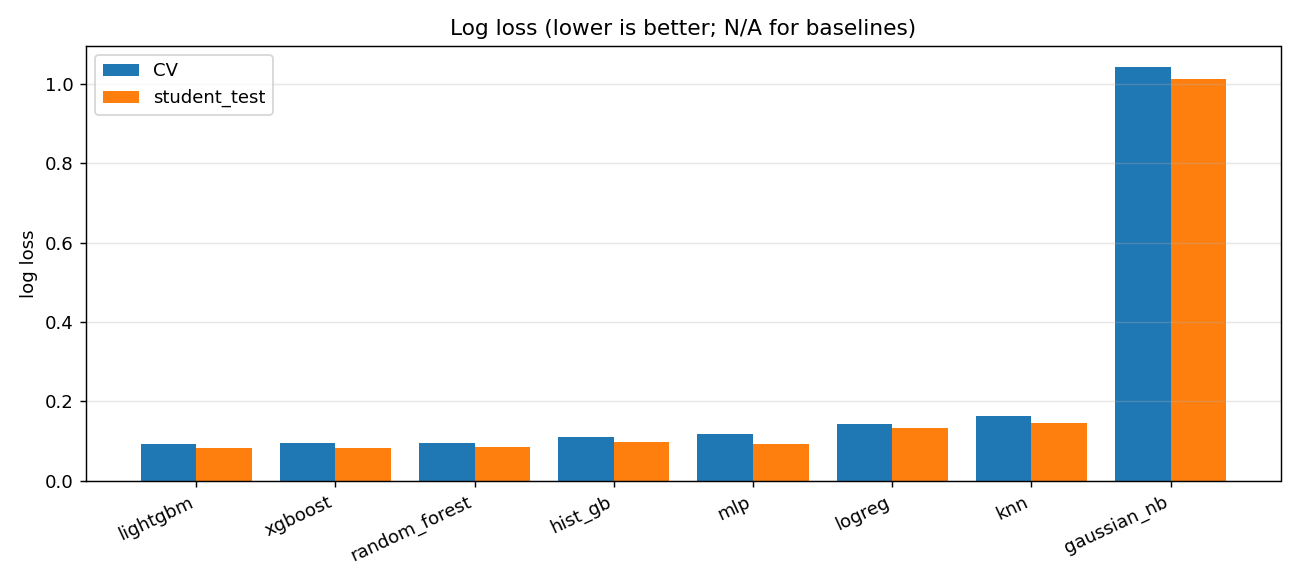 Log loss (lower is better; N/A for baselines)
CV
student_test
log loss
1.0
0.8
0.6
0.4
0.2
0.0
lightgbm
xgboost
random_forest
hist_gb
mlp
logreg
knn
gaussian_nb